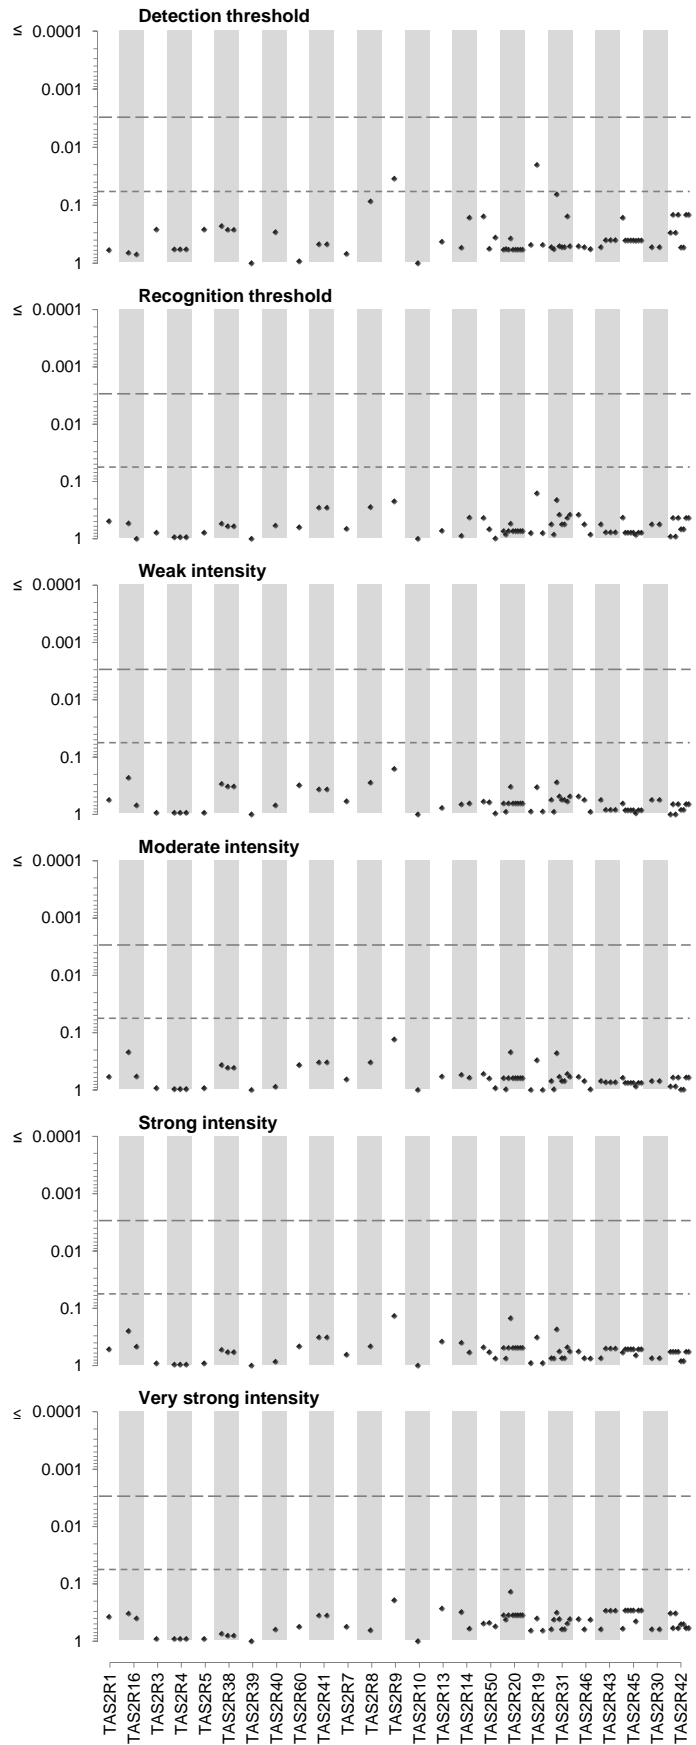 Detection threshold
≤ 0.0001
0.001
0.01
0.1
1
Recognition threshold
≤ 0.0001
0.001
0.01
0.1
1
Weak intensity
≤ 0.0001
0.001
0.01
0.1
1
Moderate intensity
≤ 0.0001
0.001
0.01
0.1
1
Strong intensity
≤ 0.0001
0.001
0.01
0.1
1
Very strong intensity
≤ 0.0001
0.001
0.01
0.1
1
TAS2R1
TAS2R16
TAS2R3
TAS2R4
TAS2R5
TAS2R38
TAS2R39
TAS2R40
TAS2R60
TAS2R41
TAS2R7
TAS2R8
TAS2R9
TAS2R10
TAS2R13
TAS2R14
TAS2R50
TAS2R20
TAS2R19
TAS2R31
TAS2R46
TAS2R43
TAS2R45
TAS2R30
TAS2R42